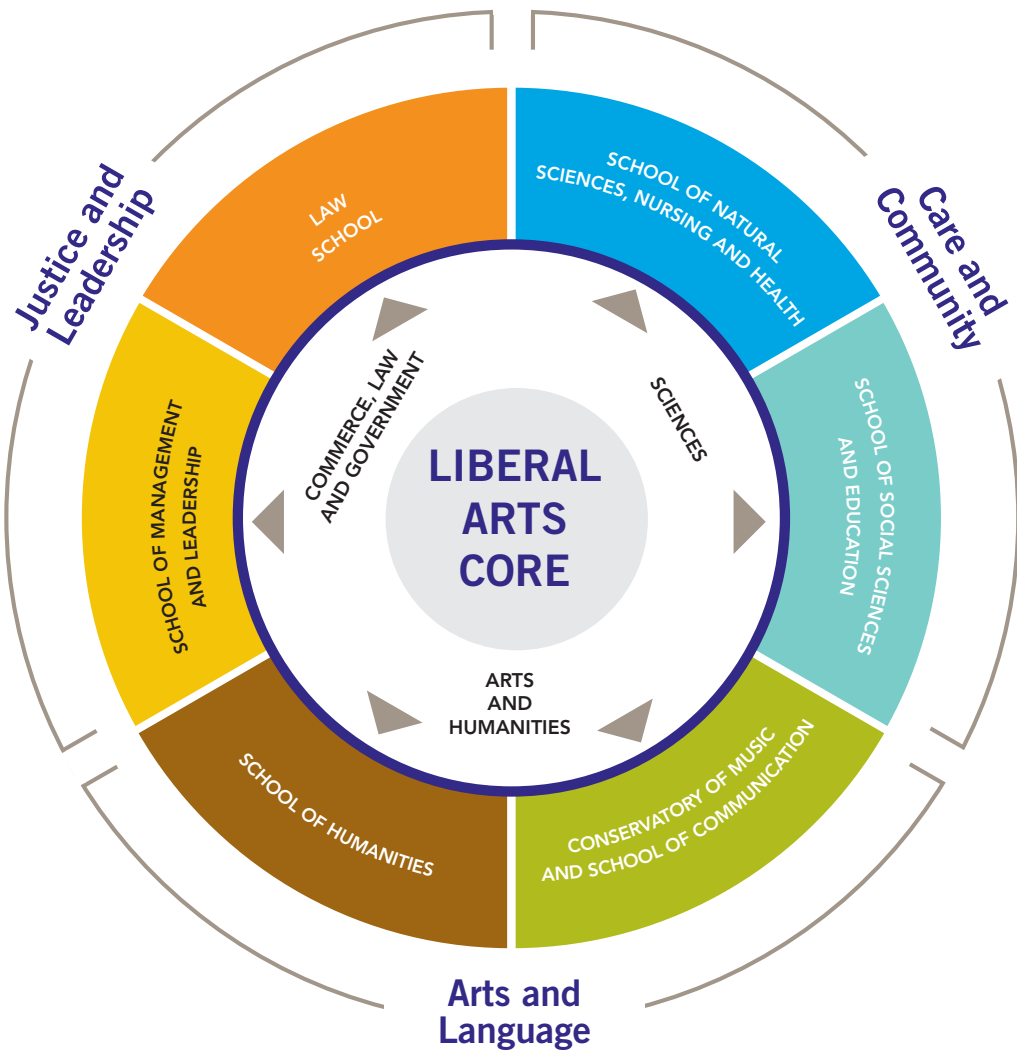 Justice and
Leadership
Care and
Community
Arts and
Language
LAW
SCHOOL
SCHOOL OF NATURAL
SCIENCES, NURSING AND HEALTH
SCHOOL OF SOCIAL SCIENCES
AND EDUCATION
CONSERVATORY OF MUSIC
AND SCHOOL OF COMMUNICATION
SCHOOL OF HUMANITIES
SCHOOL OF MANAGEMENT
AND LEADERSHIP
COMMERCE, LAW
AND GOVERNMENT
SCIENCES
ARTS
AND
HUMANITIES
LIBERAL
ARTS
CORE